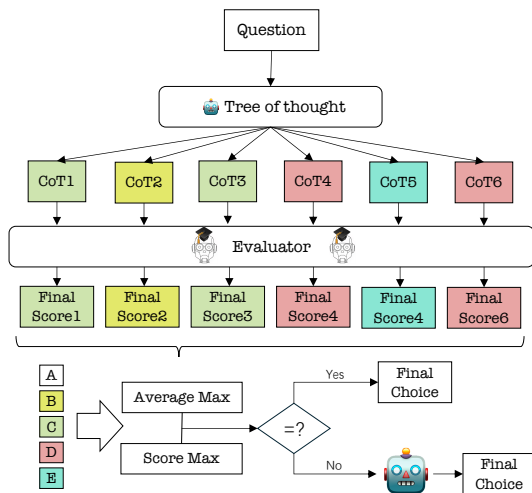 Question
Tree of thought
CoT1
CoT2
CoT3
CoT4
CoT5
CoT6
Evaluator
Final
Score1
Final
Score2
Final
Score3
Final
Score4
Final
Score4
Final
Score6
A
B
C
D
E
Average Max
Score Max
=?
Yes
Final
Choice
No
Final
Choice